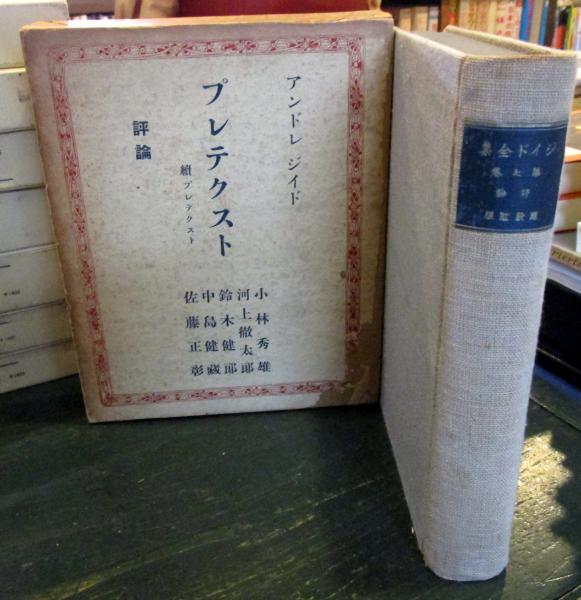 アンドレ ジイド
プレテクスト
續プレテクスト
評論
小林秀雄
河上徹太郎
鈴木健郎
中島健藏
佐藤正彰
ジイド全集